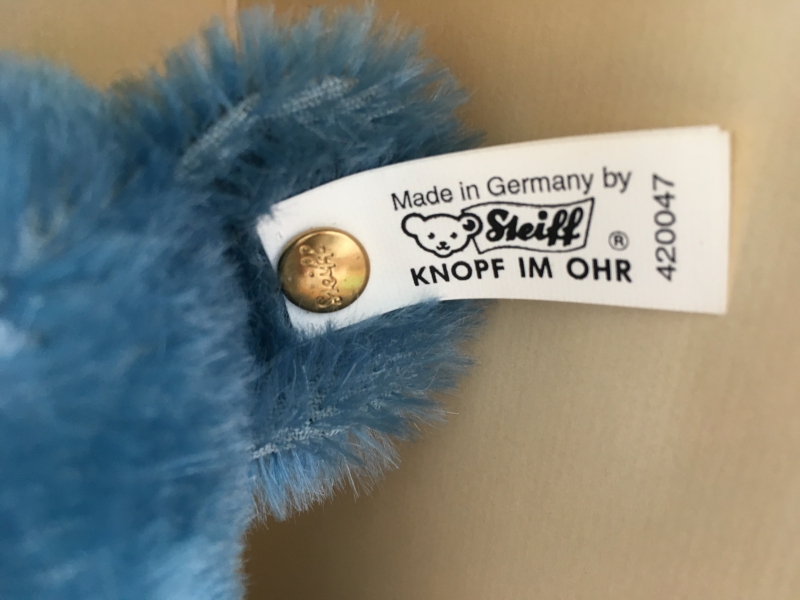 Made in Germany by
Steiff ®
KNOPF IM OHR
420047
Steiff